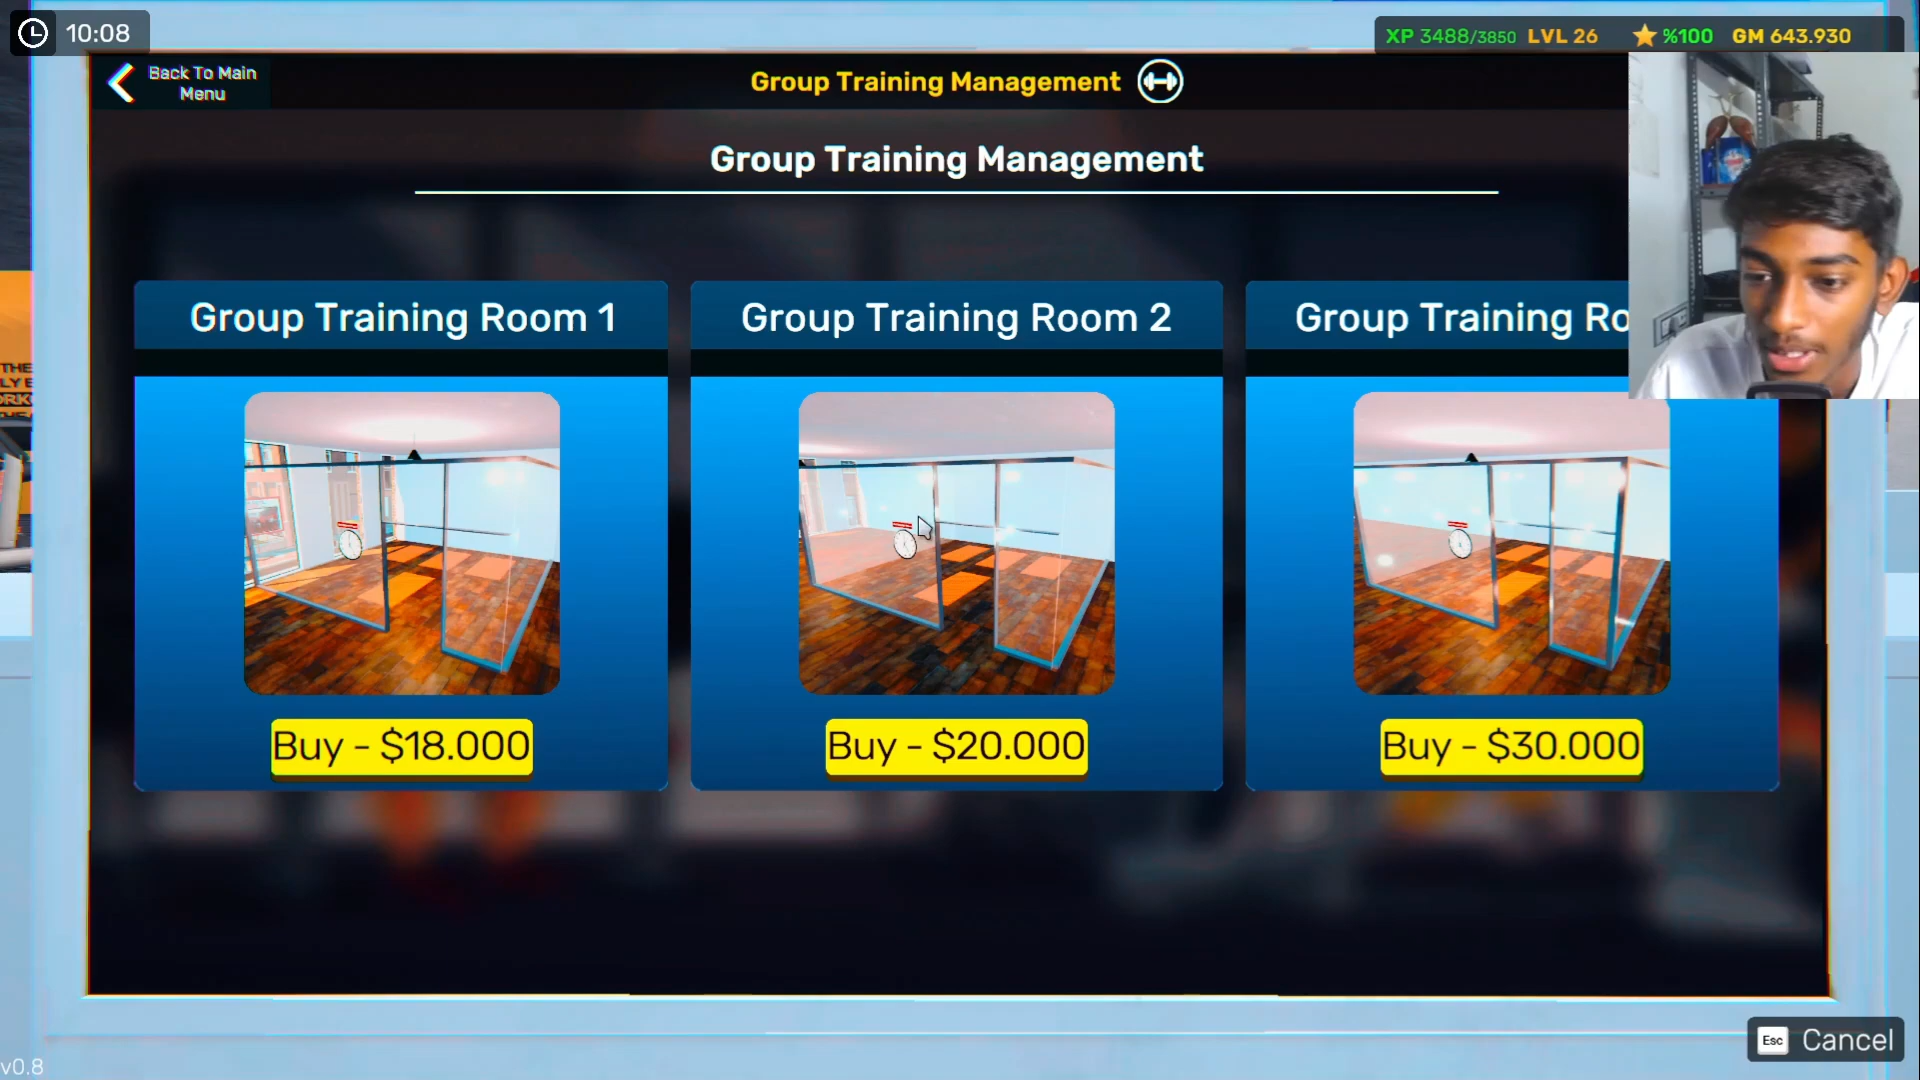 10:08
XP 3488/3850 LVL 26 %100 GM 643.930
Back To Main
Menu
Group Training Management
Group Training Management
Group Training Room 1
Group Training Room 2
Group Training
Buy - $18.000
Buy - $20.000
Buy - $30.000
THE
Esc Cancel
v0.8